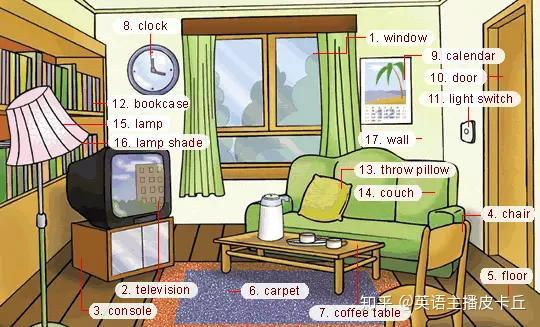 8. clock
1. window
9. calendar
10. door
11. light switch
12. bookcase
15. lamp
16. lamp shade
17. wall
13. throw pillow
14. couch
4. chair
5. floor
2. television
6. carpet
3. console
7. coffee table
知乎 @英语主播皮卡丘